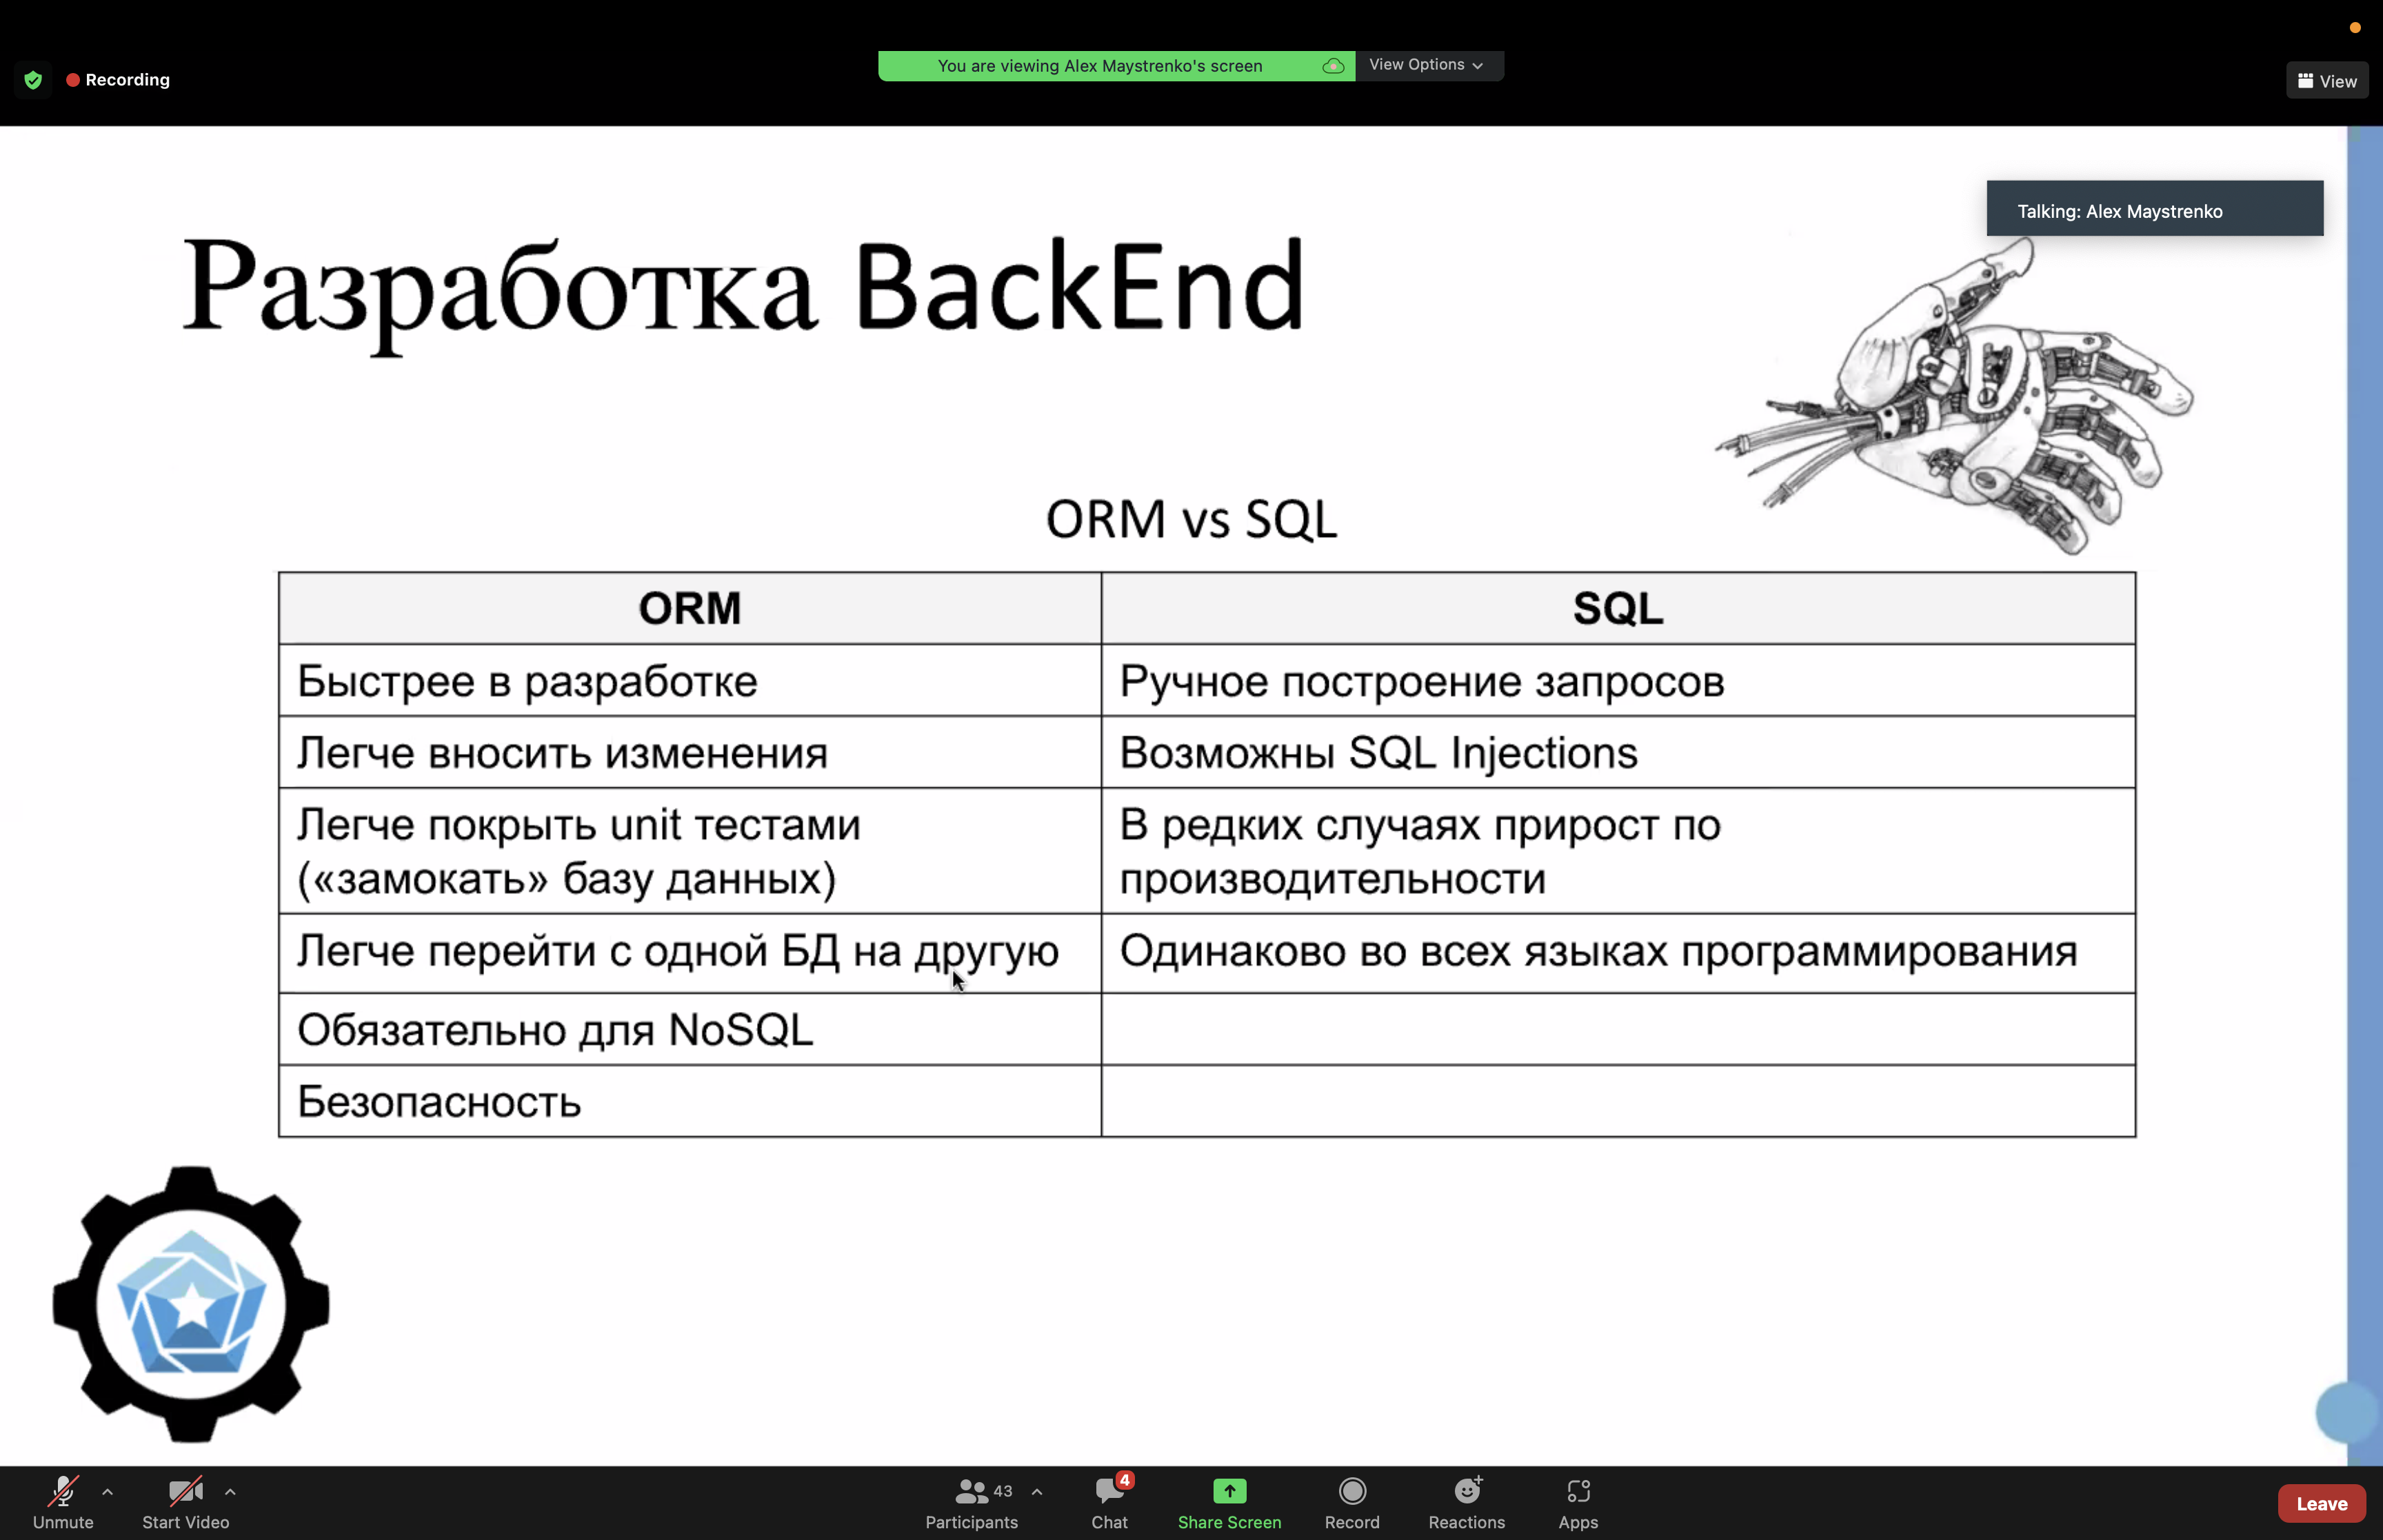 Recording
You are viewing Alex Maystrenko's screen
View Options
View
Talking: Alex Maystrenko
Разработка BackEnd
ORM vs SQL
ORM
SQL
Быстрее в разработке
Ручное построение запросов
Легче вносить изменения
Возможны SQL Injections
Легче покрыть unit тестами
(«замокать» базу данных)
В редких случаях прирост по
производительности
Легче перейти с одной БД на другую
Одинаково во всех языках программирования
Обязательно для NoSQL
Безопасность
Unmute
Start Video
43
Participants
4
Chat
Share Screen
Record
Reactions
Apps
Leave